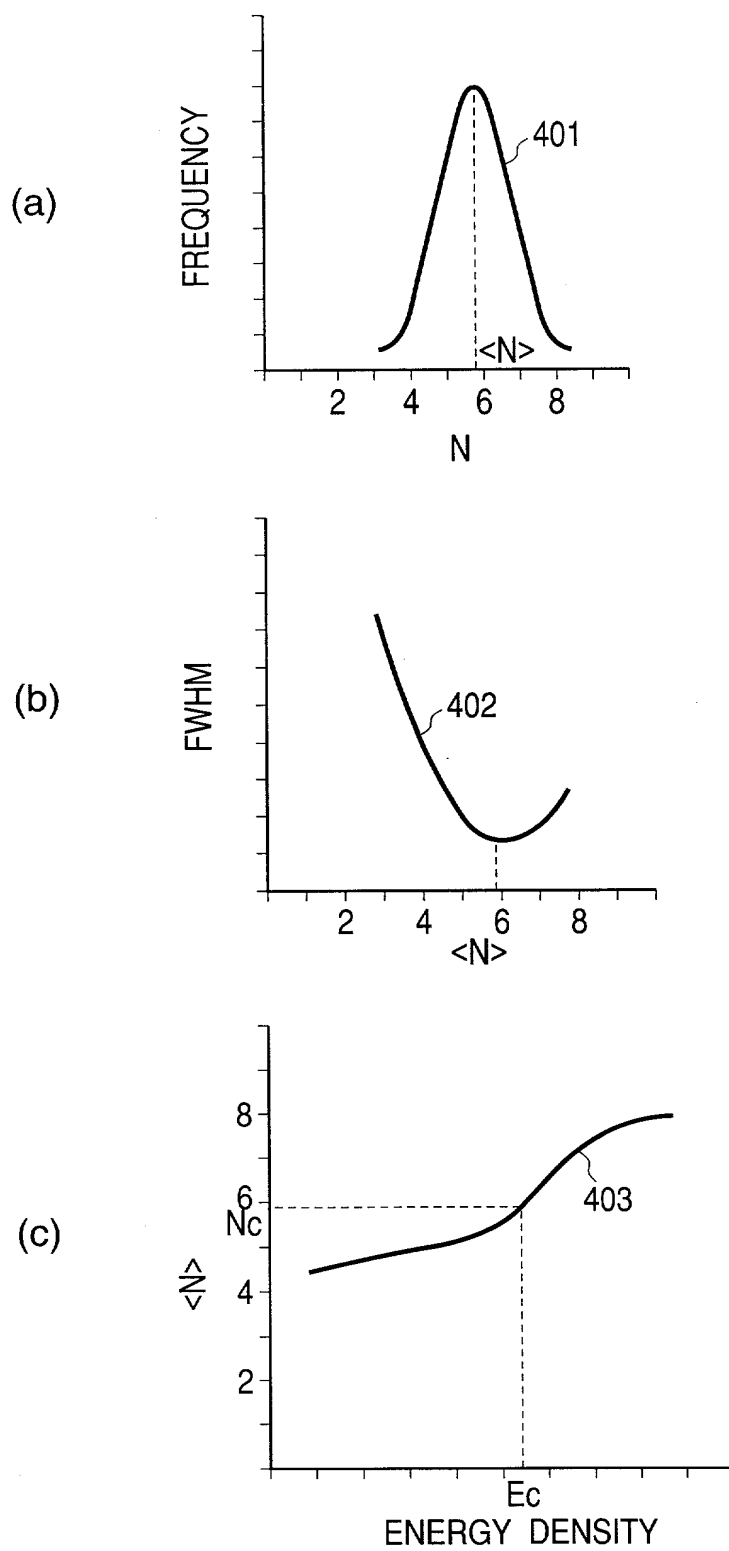 (a)
FREQUENCY
401
<N>
2 4 6 8
N
(b)
FWHM
402
2 4 6 8
<N>
(c)
<N>
8
6
Nc
4
2
403
Ec
ENERGY DENSITY